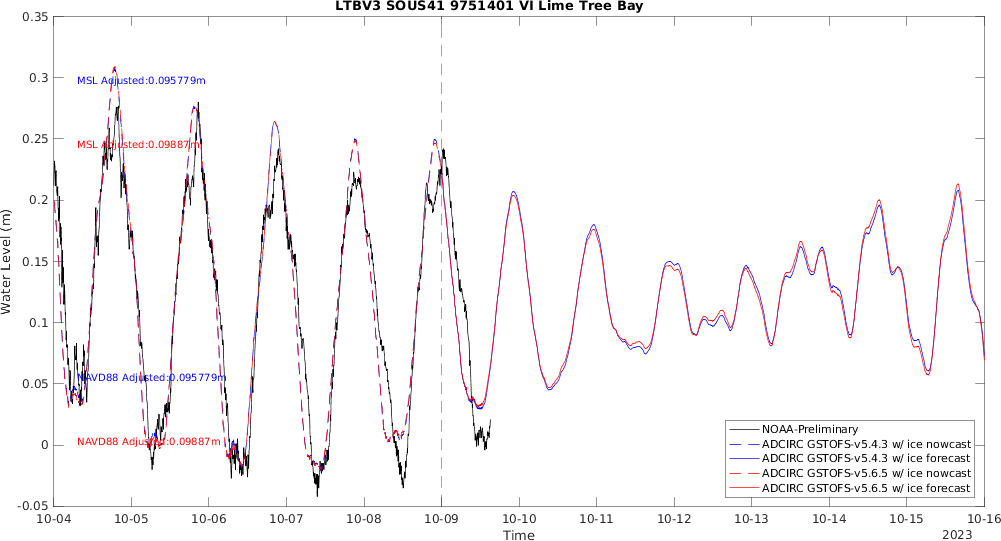 LTBV3 SOUS41 9751401 VI Lime Tree Bay
0.35
0.3
0.25
0.2
0.15
0.1
0.05
0
-0.05
Water Level (m)
MSL Adjusted:0.095779m
MSL Adjusted:0.09887m
NAVD88 Adjusted:0.095779m
NAVD88 Adjusted:0.09887m
NOAA-Preliminary
ADCIRC GSTOFS-v5.4.3 w/ ice nowcast
ADCIRC GSTOFS-v5.4.3 w/ ice forecast
ADCIRC GSTOFS-v5.6.5 w/ ice nowcast
ADCIRC GSTOFS-v5.6.5 w/ ice forecast
10-04 10-05 10-06 10-07 10-08 10-09 10-10 10-11 10-12 10-13 10-14 10-15 10-16
Time
2023